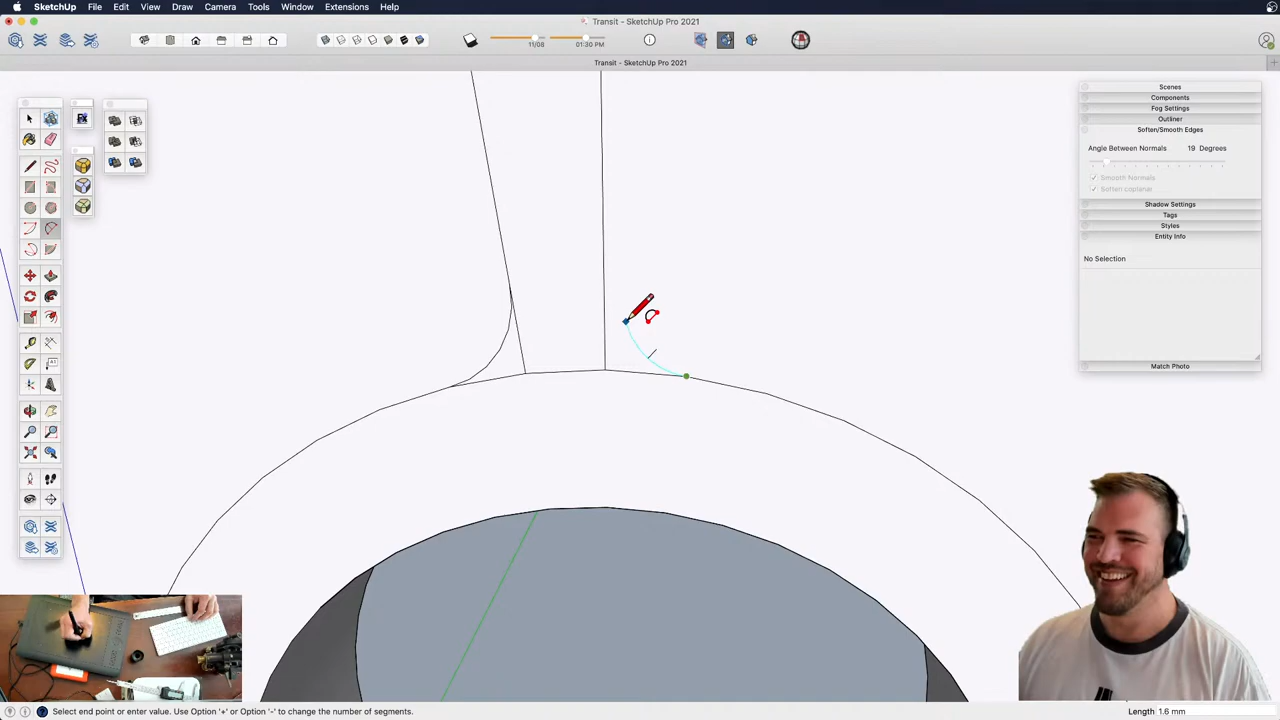 SketchUp File Edit View Draw Camera Tools Window Extensions Help
Transit - SketchUp Pro 2021
11/08 01:30 PM
Transit - SketchUp Pro 2021
Scenes
Components
Fog Settings
Outliner
Soften/Smooth Edges
Angle Between Normals 19 Degrees
Smooth Normals
Soften coplanar
Shadow Settings
Tags
Styles
Entity Info
No Selection
Match Photo
Select end point or enter value. Use Option '+' or Option '-' to change the number of segments.
Length 1.6 mm